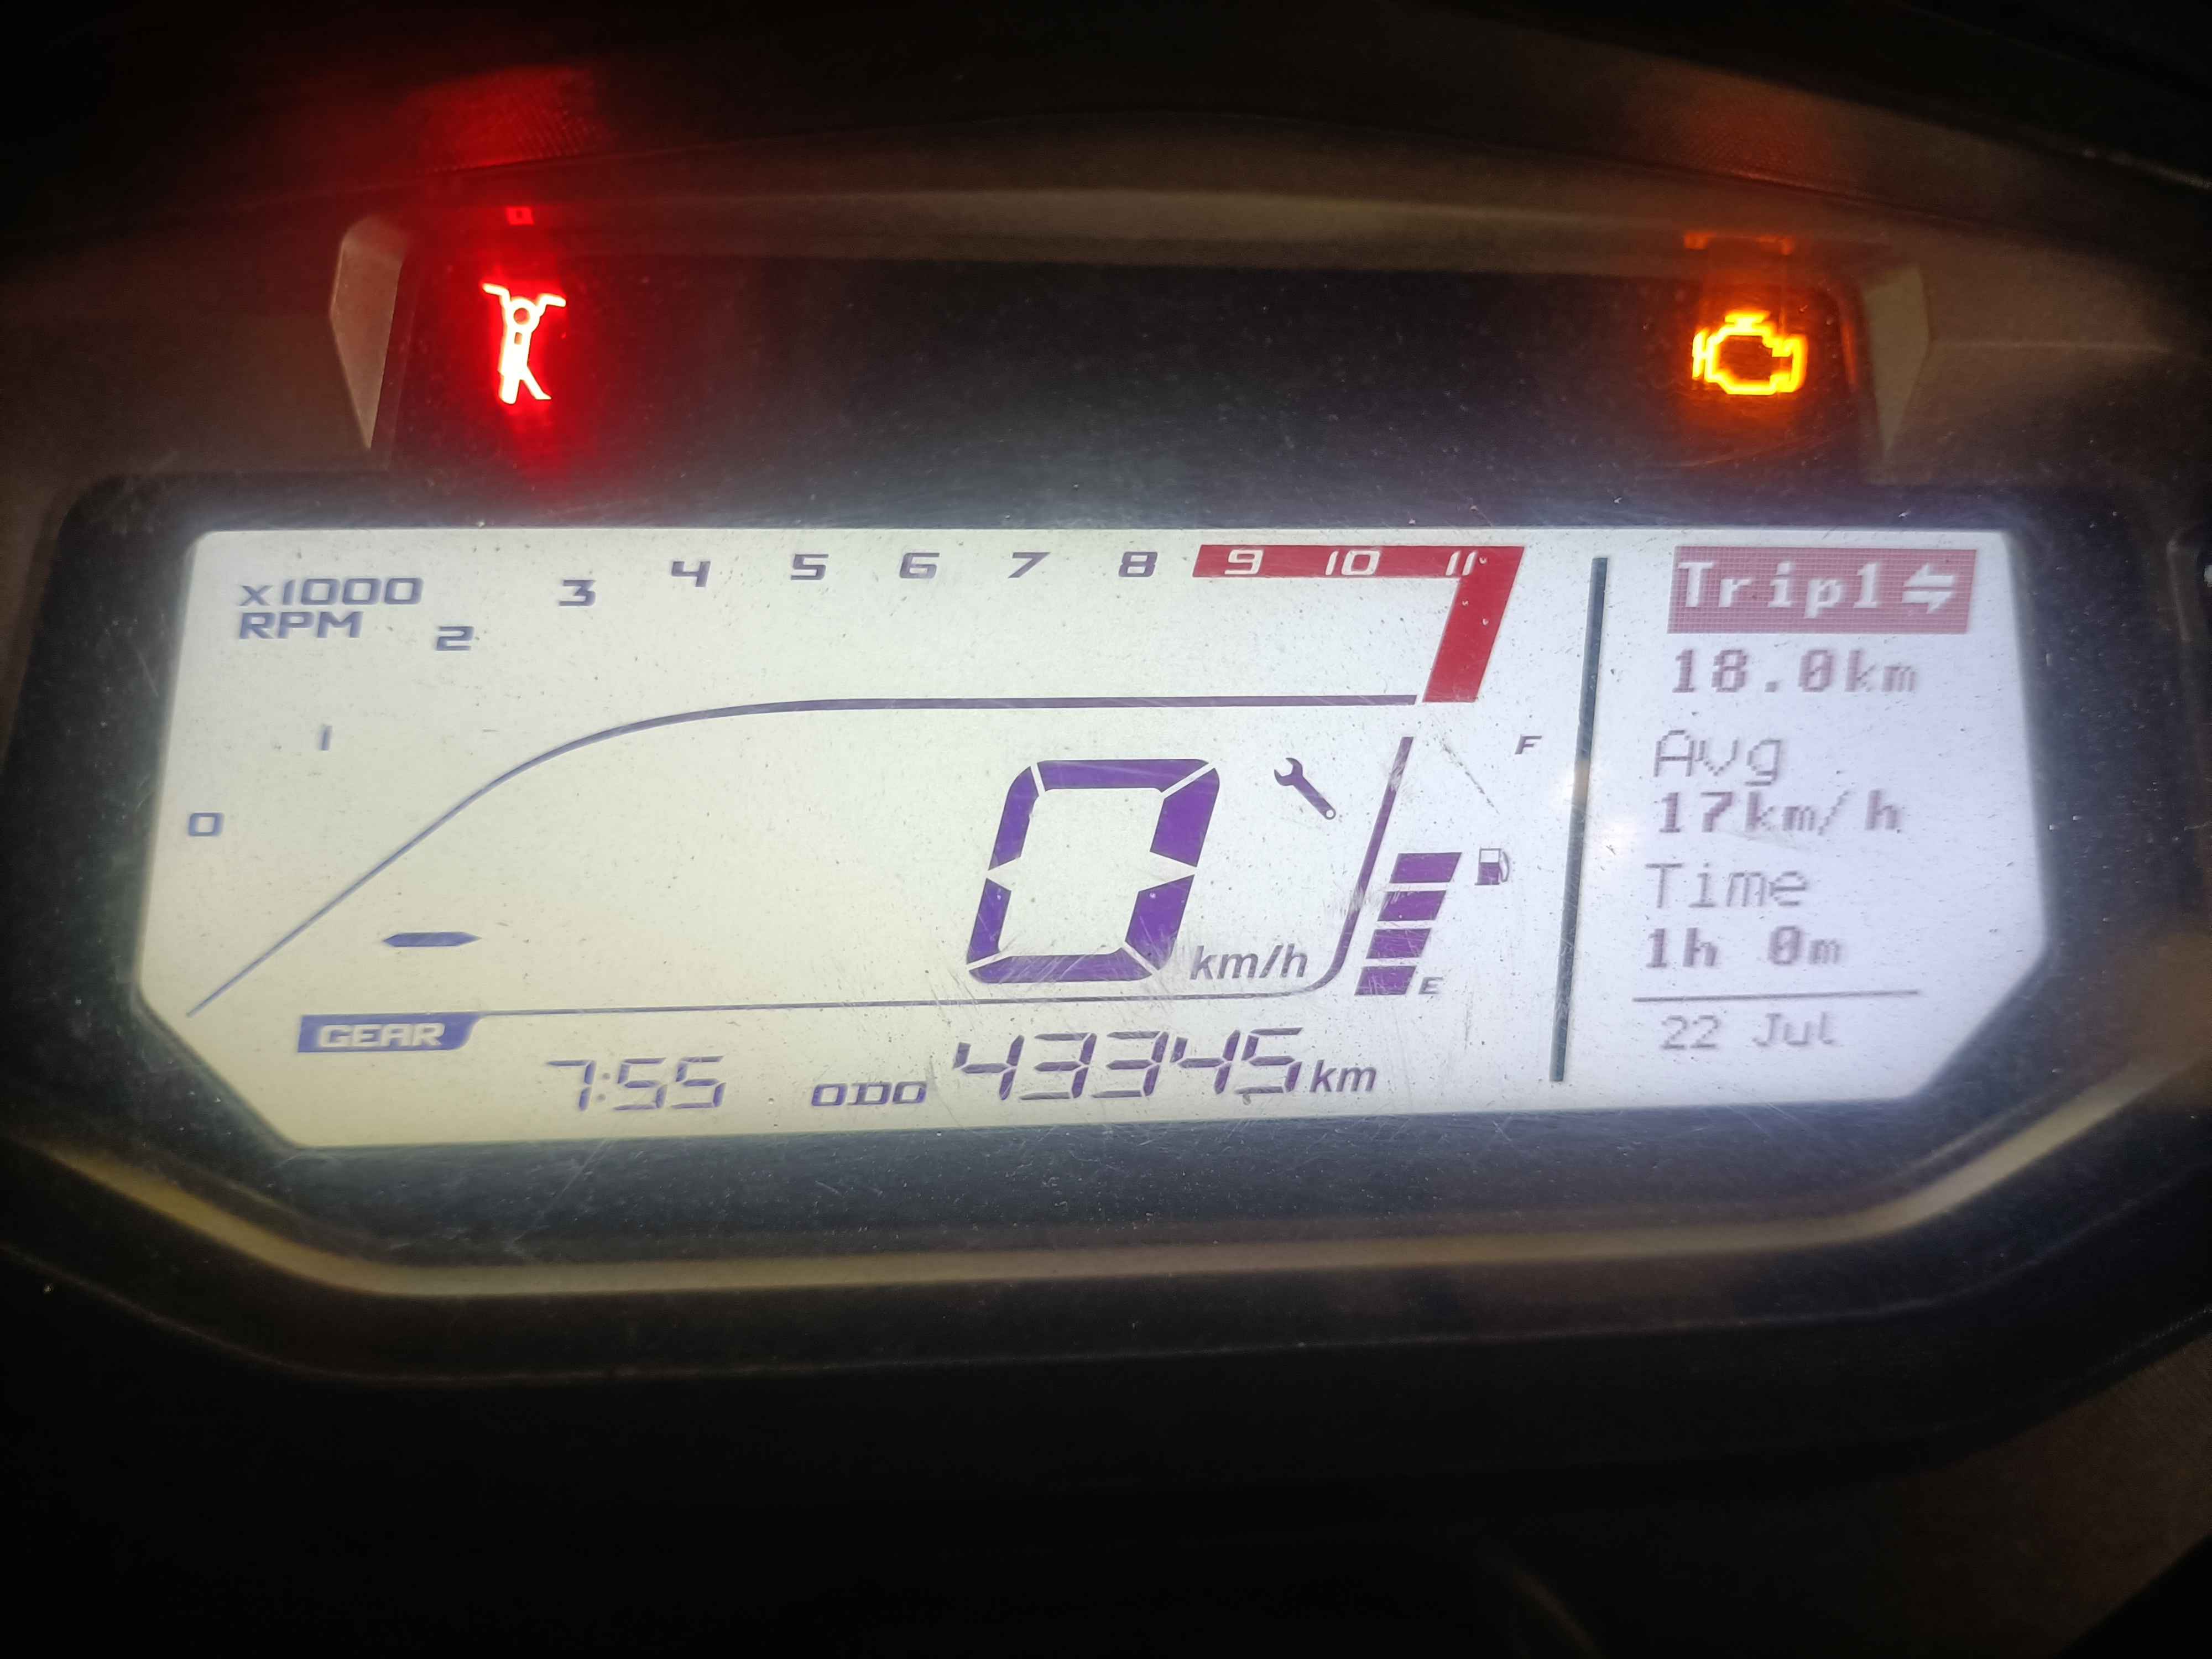 x1000
RPM
0 1 2 3 4 5 6 7 8 9 10 11
Trip1
18.0km
Avg
17km/h
Time
1h 0m
22 Jul
F
0 km/h
E
GEAR
7:55 ODO 43345 km